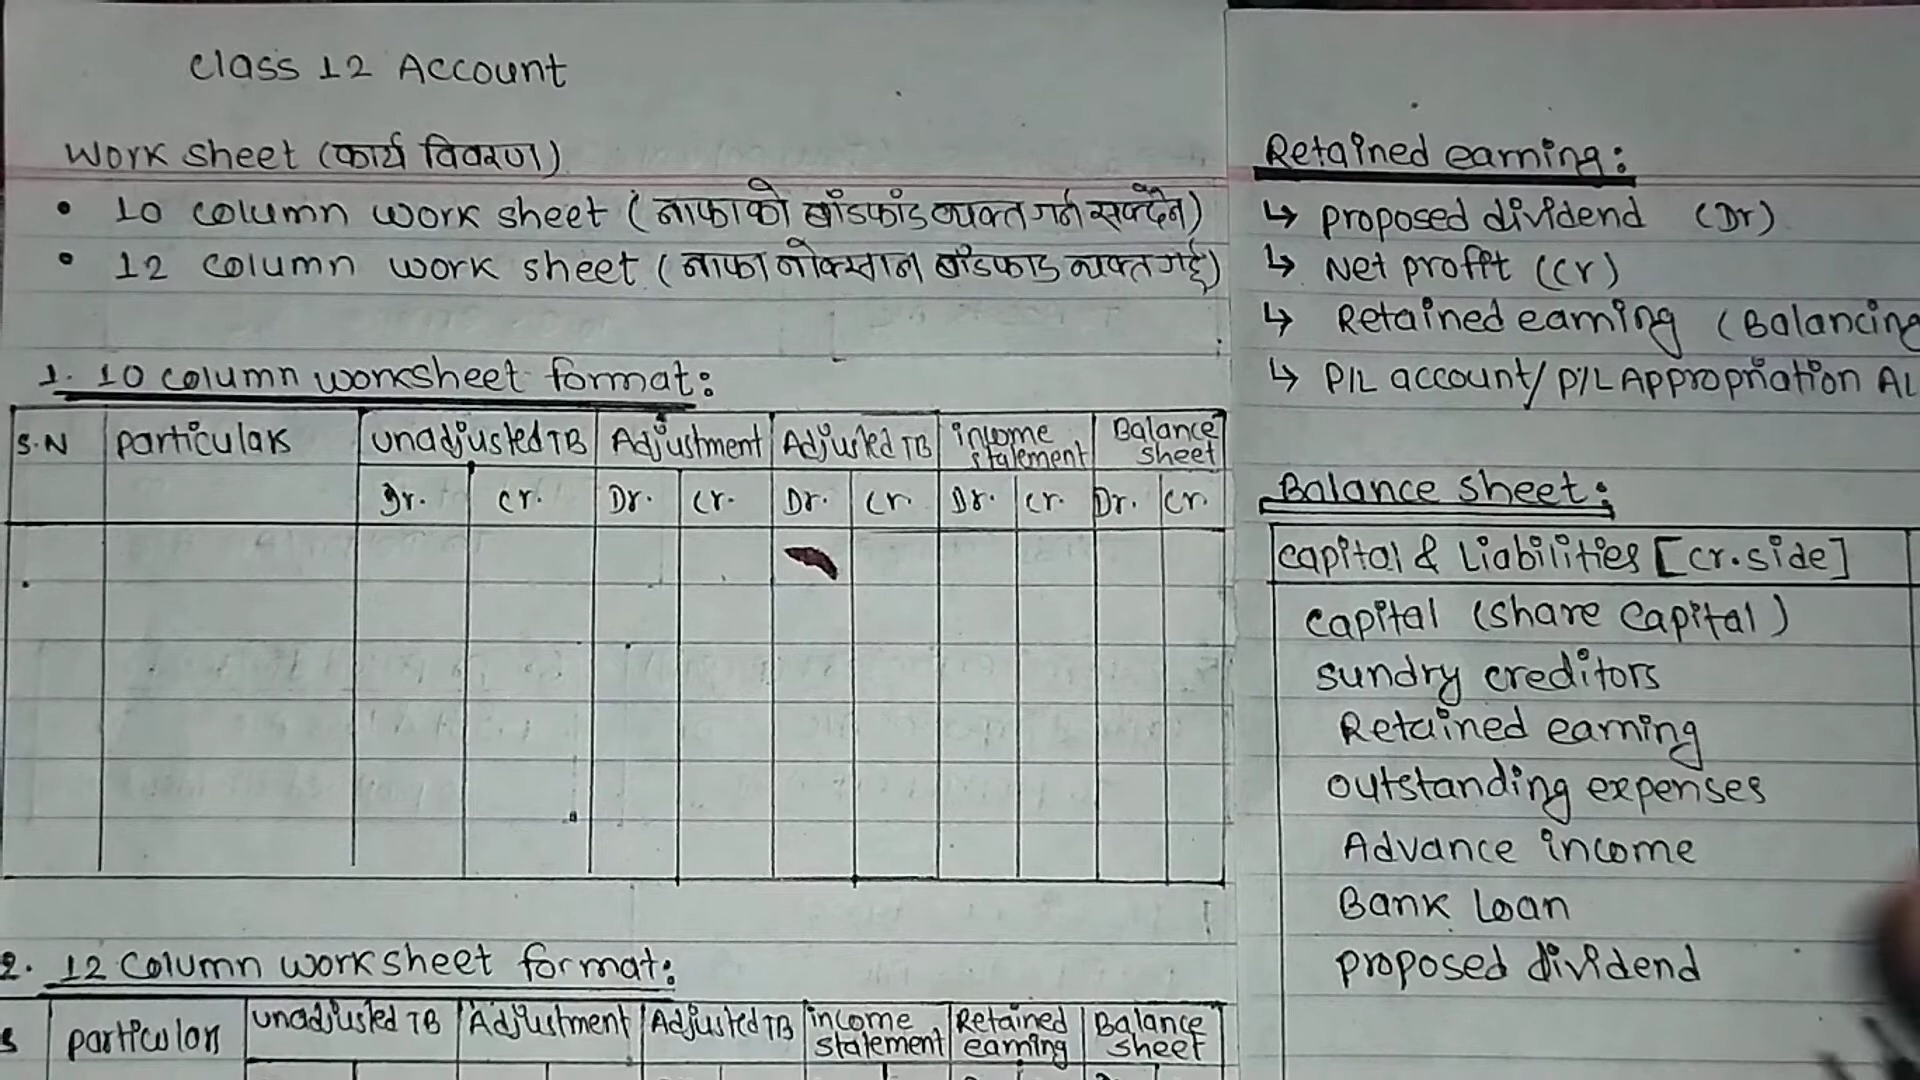 class 12 Account
Work sheet (कार्य विवरण)
• 10 column work sheet (नाफाको बाँडफाँड व्यक्त गर्न सक्दैन)
• 12 column work sheet (नाफा नोक्सान बाँडफाड व्यक्त गर्छ)
1. 10 column worksheet format:
S.N particulars unadjusted TB Adjustment Adjusted TB income statement Balance sheet
Dr. cr. Dr. cr. Dr. cr. Dr. cr. Dr. cr.
2. 12 column work sheet format:
S particulars unadjusted TB Adjustment Adjusted TB income statement Retained earning Balance sheet
Retained earning:
↳ proposed dividend (Dr)
↳ Net profit (cr)
↳ Retained earning (Balancing
↳ P/L account/P/L Appropriation
Balance sheet:
capital & Liabilities [cr.side]
capital (share capital)
sundry creditors
Retained earning
outstanding expenses
Advance income
Bank Loan
proposed dividend